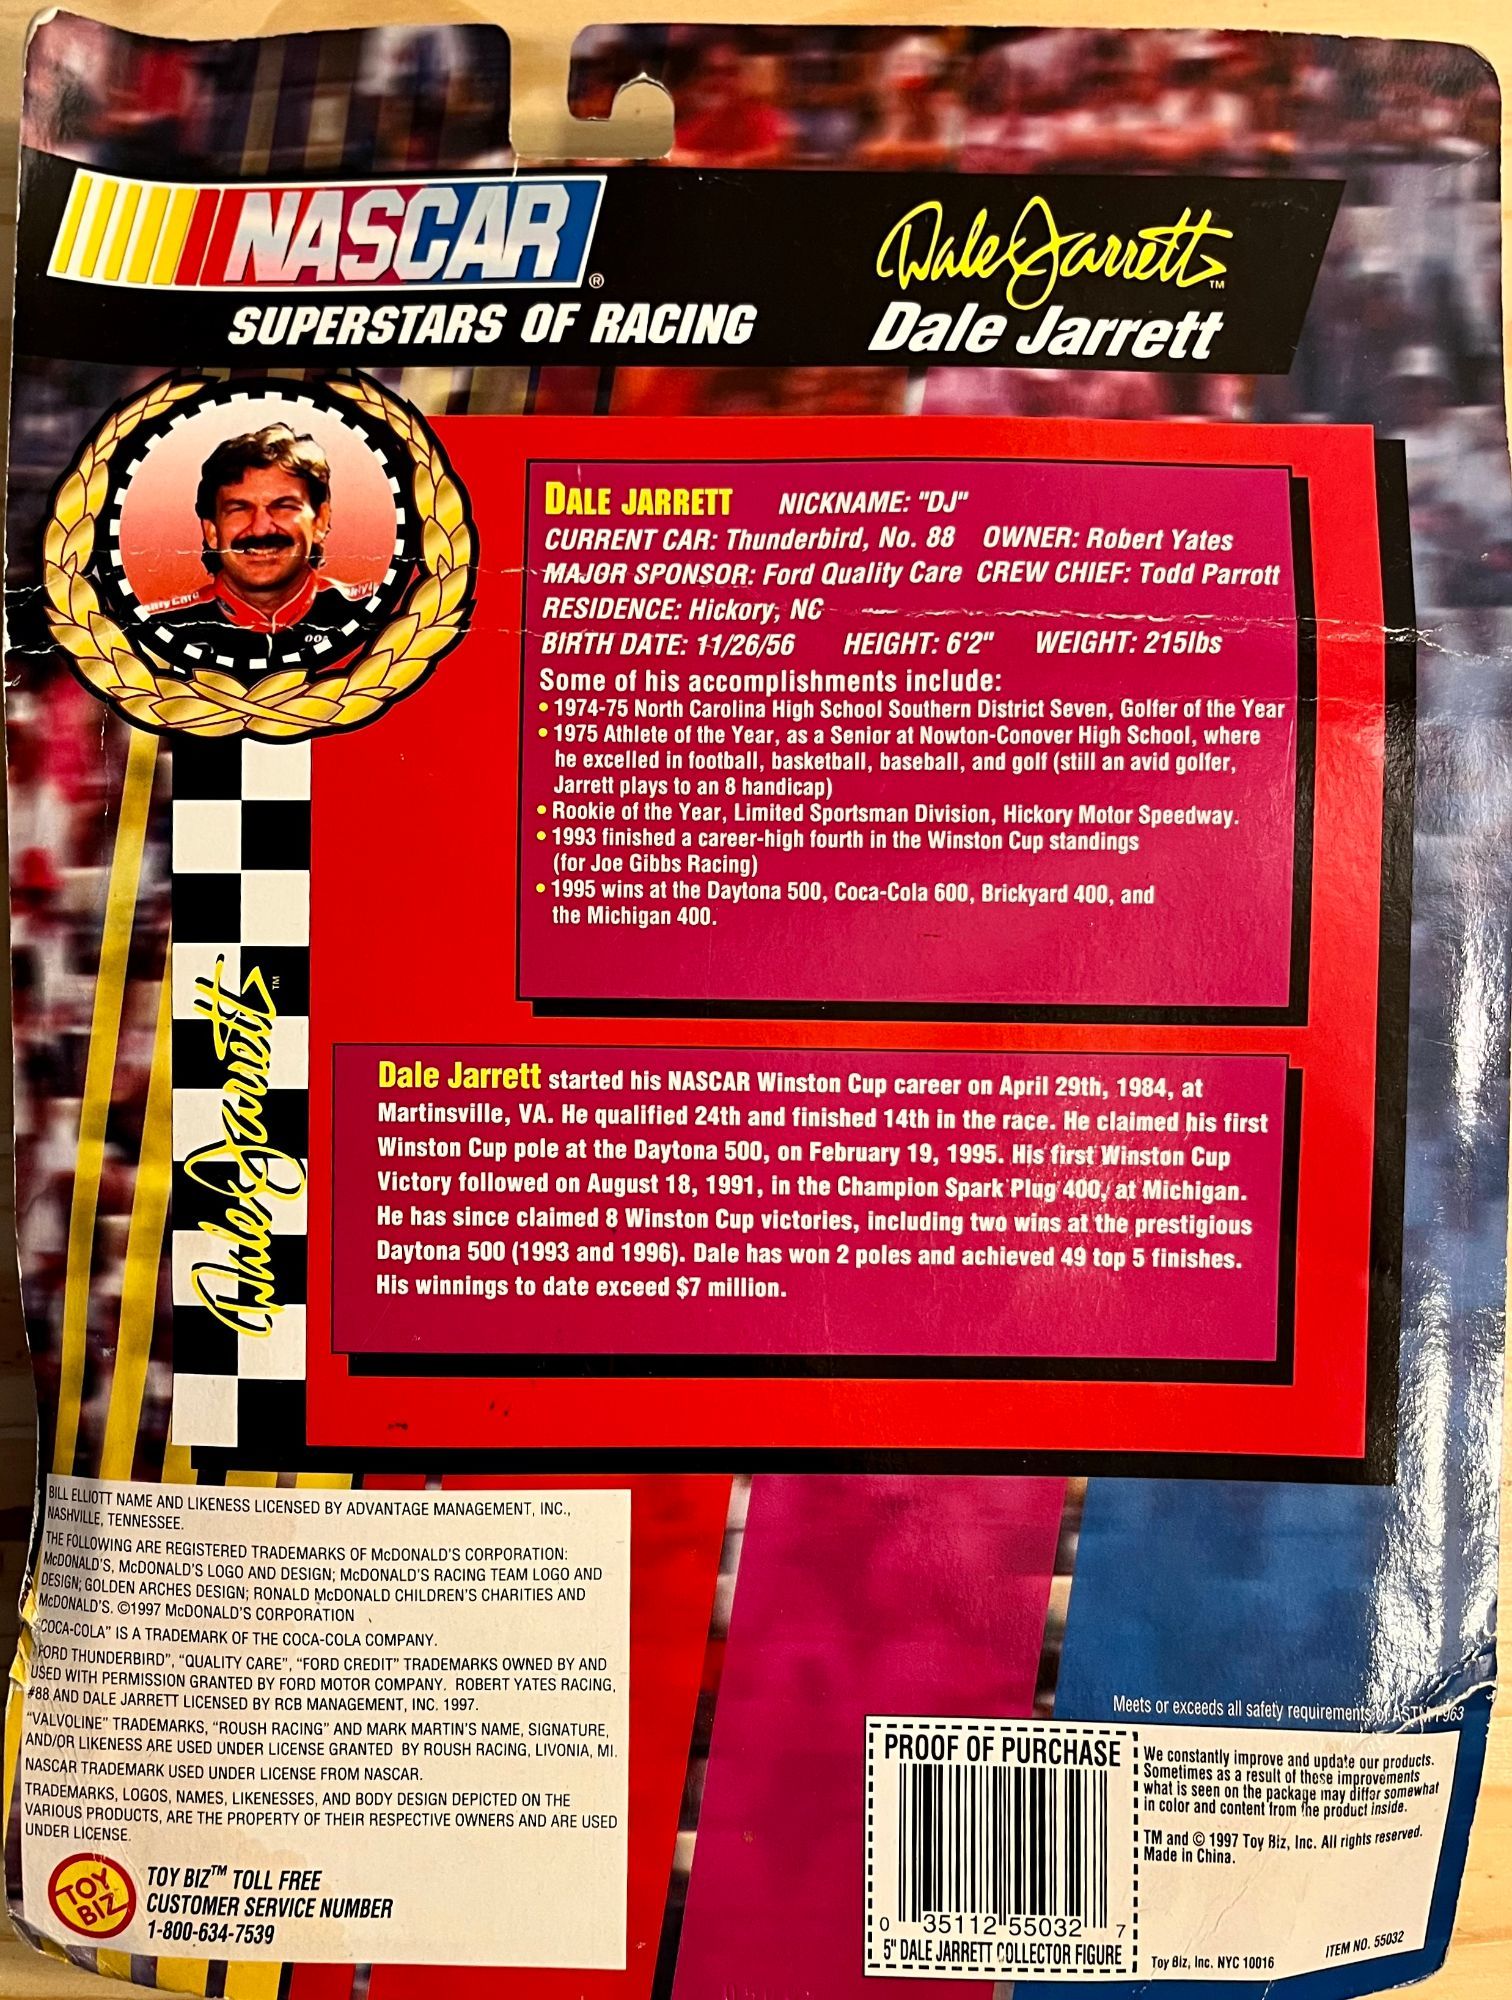 NASCAR®
SUPERSTARS OF RACING
Dale Jarrett™
Dale Jarrett
DALE JARRETT NICKNAME: "DJ"
CURRENT CAR: Thunderbird, No. 88 OWNER: Robert Yates
MAJOR SPONSOR: Ford Quality Care CREW CHIEF: Todd Parrott
RESIDENCE: Hickory, NC
BIRTH DATE: 11/26/56 HEIGHT: 6'2" WEIGHT: 215lbs
Some of his accomplishments include:
• 1974-75 North Carolina High School Southern District Seven, Golfer of the Year
• 1975 Athlete of the Year, as a Senior at Nowton-Conover High School, where
he excelled in football, basketball, baseball, and golf (still an avid golfer,
Jarrett plays to an 8 handicap)
• Rookie of the Year, Limited Sportsman Division, Hickory Motor Speedway.
• 1993 finished a career-high fourth in the Winston Cup standings
(for Joe Gibbs Racing)
• 1995 wins at the Daytona 500, Coca-Cola 600, Brickyard 400, and
the Michigan 400.
Dale Jarrett™
Dale Jarrett started his NASCAR Winston Cup career on April 29th, 1984, at
Martinsville, VA. He qualified 24th and finished 14th in the race. He claimed his first
Winston Cup pole at the Daytona 500, on February 19, 1995. His first Winston Cup
Victory followed on August 18, 1991, in the Champion Spark Plug 400, at Michigan.
He has since claimed 8 Winston Cup victories, including two wins at the prestigious
Daytona 500 (1993 and 1996). Dale has won 2 poles and achieved 49 top 5 finishes.
His winnings to date exceed $7 million.
BILL ELLIOTT NAME AND LIKENESS LICENSED BY ADVANTAGE MANAGEMENT, INC.,
NASHVILLE, TENNESSEE.
THE FOLLOWING ARE REGISTERED TRADEMARKS OF McDONALD'S CORPORATION:
McDONALD'S, McDONALD'S LOGO AND DESIGN; McDONALD'S RACING TEAM LOGO AND
DESIGN; GOLDEN ARCHES DESIGN; RONALD McDONALD CHILDREN'S CHARITIES AND
McDONALD'S. ©1997 McDONALD'S CORPORATION
"COCA-COLA" IS A TRADEMARK OF THE COCA-COLA COMPANY.
"FORD THUNDERBIRD", "QUALITY CARE", "FORD CREDIT" TRADEMARKS OWNED BY AND
USED WITH PERMISSION GRANTED BY FORD MOTOR COMPANY. ROBERT YATES RACING,
#88 AND DALE JARRETT LICENSED BY RCB MANAGEMENT, INC. 1997.
"VALVOLINE" TRADEMARKS, "ROUSH RACING" AND MARK MARTIN'S NAME, SIGNATURE,
AND/OR LIKENESS ARE USED UNDER LICENSE GRANTED BY ROUSH RACING, LIVONIA, MI.
NASCAR TRADEMARK USED UNDER LICENSE FROM NASCAR.
TRADEMARKS, LOGOS, NAMES, LIKENESSES, AND BODY DESIGN DEPICTED ON THE
VARIOUS PRODUCTS, ARE THE PROPERTY OF THEIR RESPECTIVE OWNERS AND ARE USED
UNDER LICENSE.
TOY BIZ
TOY BIZ™ TOLL FREE
CUSTOMER SERVICE NUMBER
1-800-634-7539
Meets or exceeds all safety requirements of ASTM F963
PROOF OF PURCHASE
0 35112 55032 7
5" DALE JARRETT COLLECTOR FIGURE
We constantly improve and update our products.
Sometimes as a result of these improvements
what is seen on the package may differ somewhat
in color and content from the product inside.
TM and © 1997 Toy Biz, Inc. All rights reserved.
Made in China.
Toy Biz, Inc. NYC 10016
ITEM NO. 55032